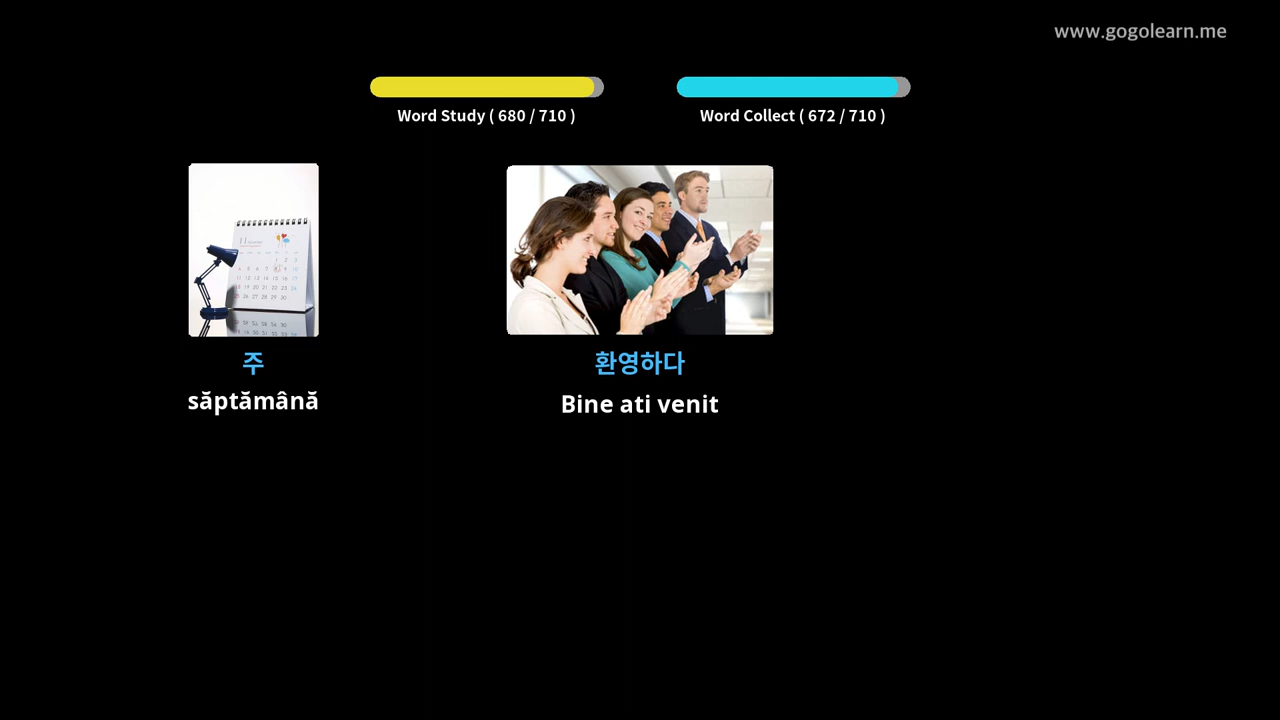 www.gogolearn.me
Word Study ( 680 / 710 )
Word Collect ( 672 / 710 )
주
săptămână
환영하다
Bine ati venit